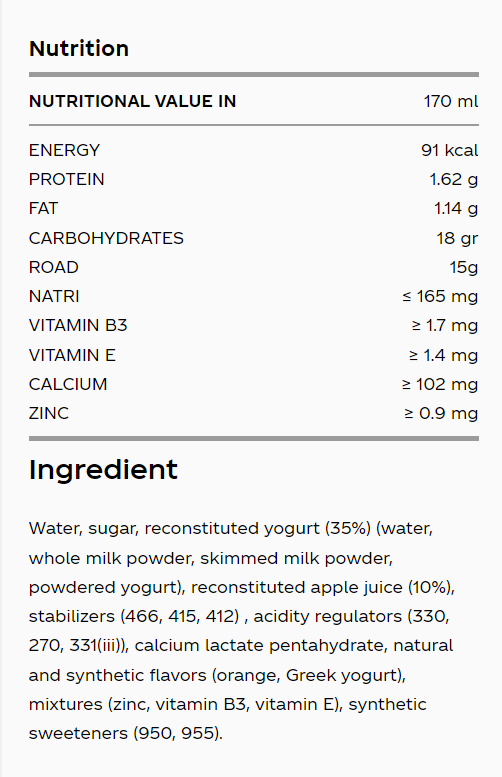 Nutrition
NUTRITIONAL VALUE IN 170 ml
ENERGY 91 kcal
PROTEIN 1.62 g
FAT 1.14 g
CARBOHYDRATES 18 gr
ROAD 15g
NATRI ≤ 165 mg
VITAMIN B3 ≥ 1.7 mg
VITAMIN E ≥ 1.4 mg
CALCIUM ≥ 102 mg
ZINC ≥ 0.9 mg
Ingredient
Water, sugar, reconstituted yogurt (35%) (water,
whole milk powder, skimmed milk powder,
powdered yogurt), reconstituted apple juice (10%),
stabilizers (466, 415, 412) , acidity regulators (330,
270, 331(iii)), calcium lactate pentahydrate, natural
and synthetic flavors (orange, Greek yogurt),
mixtures (zinc, vitamin B3, vitamin E), synthetic
sweeteners (950, 955).